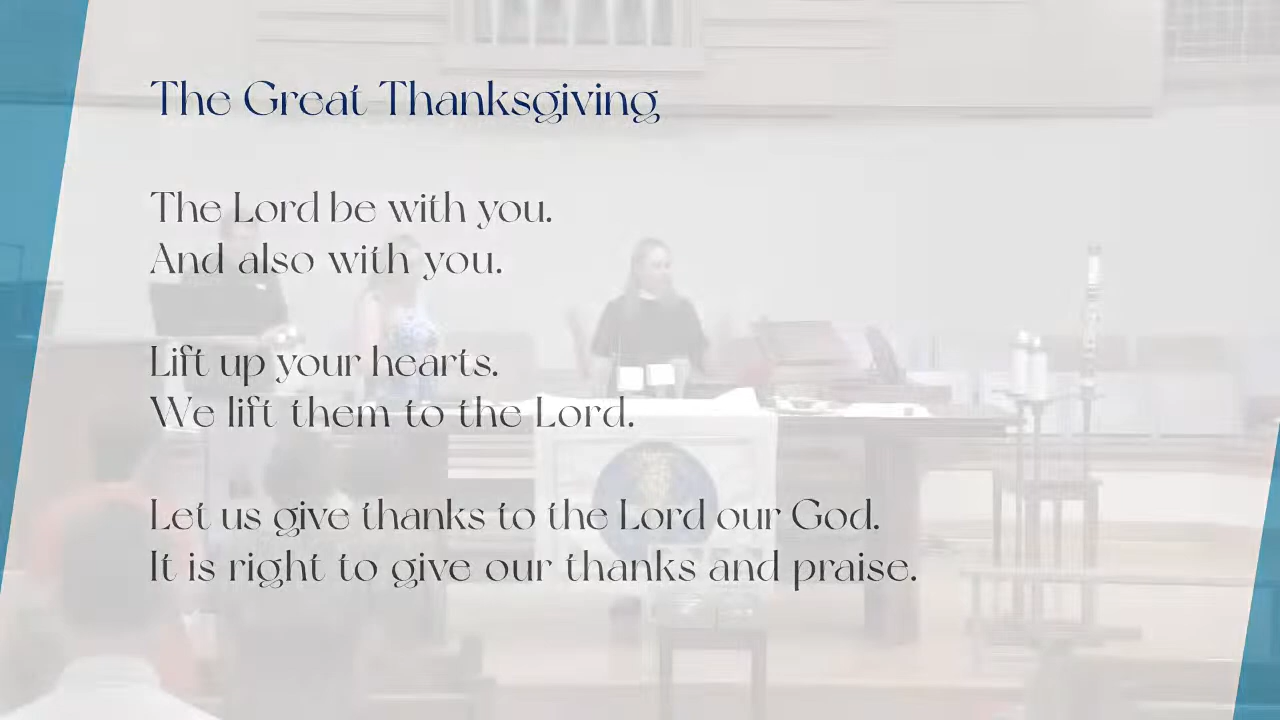 The Great Thanksgiving
The Lord be with you.
And also with you.
Lift up your hearts.
We lift them to the Lord.
Let us give thanks to the Lord our God.
It is right to give our thanks and praise.